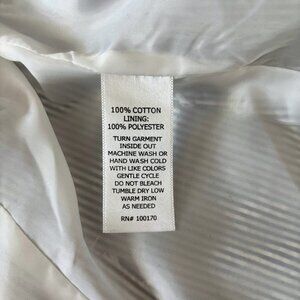 100% COTTON
LINING:
100% POLYESTER
TURN GARMENT
INSIDE OUT
MACHINE WASH OR
HAND WASH COLD
WITH LIKE COLORS
GENTLE CYCLE
DO NOT BLEACH
TUMBLE DRY LOW
WARM IRON
AS NEEDED
RN# 100170